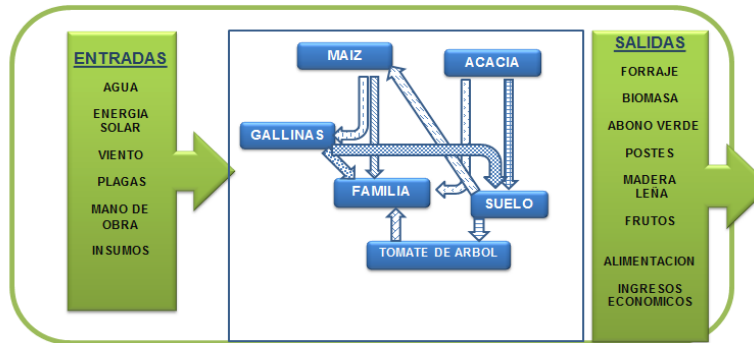 ENTRADAS
AGUA
ENERGIA
SOLAR
VIENTO
PLAGAS
MANO DE
OBRA
INSUMOS
MAIZ
ACACIA
GALLINAS
FAMILIA
SUELO
TOMATE DE ARBOL
SALIDAS
FORRAJE
BIOMASA
ABONO VERDE
POSTES
MADERA
LEÑA
FRUTOS
ALIMENTACION
INGRESOS
ECONOMICOS